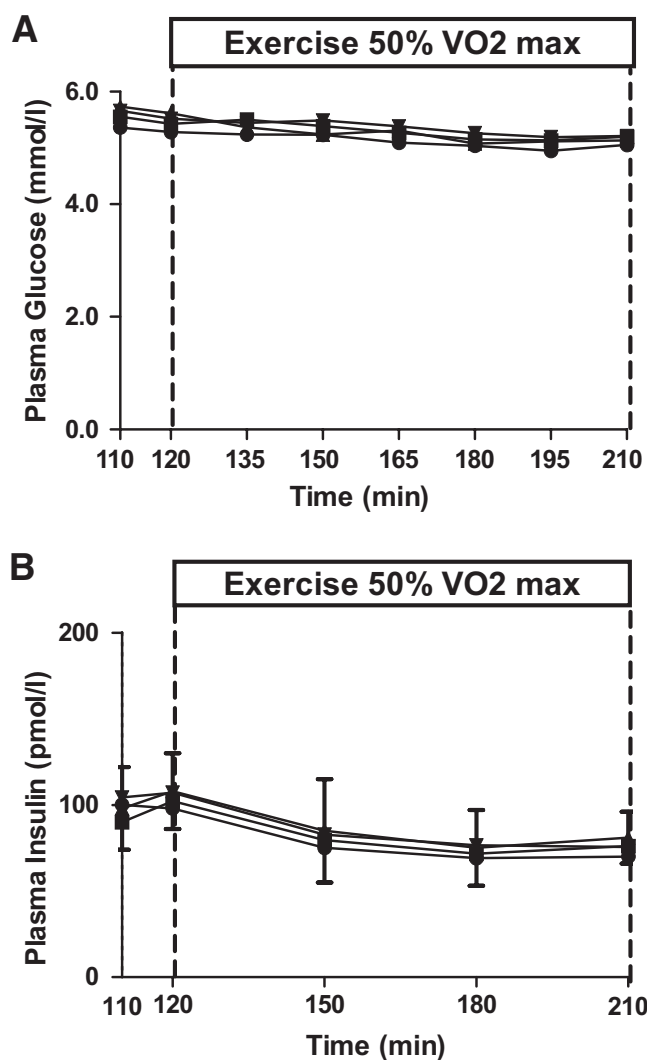 A
Exercise 50% VO2 max
Plasma Glucose (mmol/l)
6.0
4.0
2.0
0.0
110 120 135 150 165 180 195 210
Time (min)
B
Exercise 50% VO2 max
Plasma Insulin (pmol/l)
200
100
0
110 120 150 180 210
Time (min)